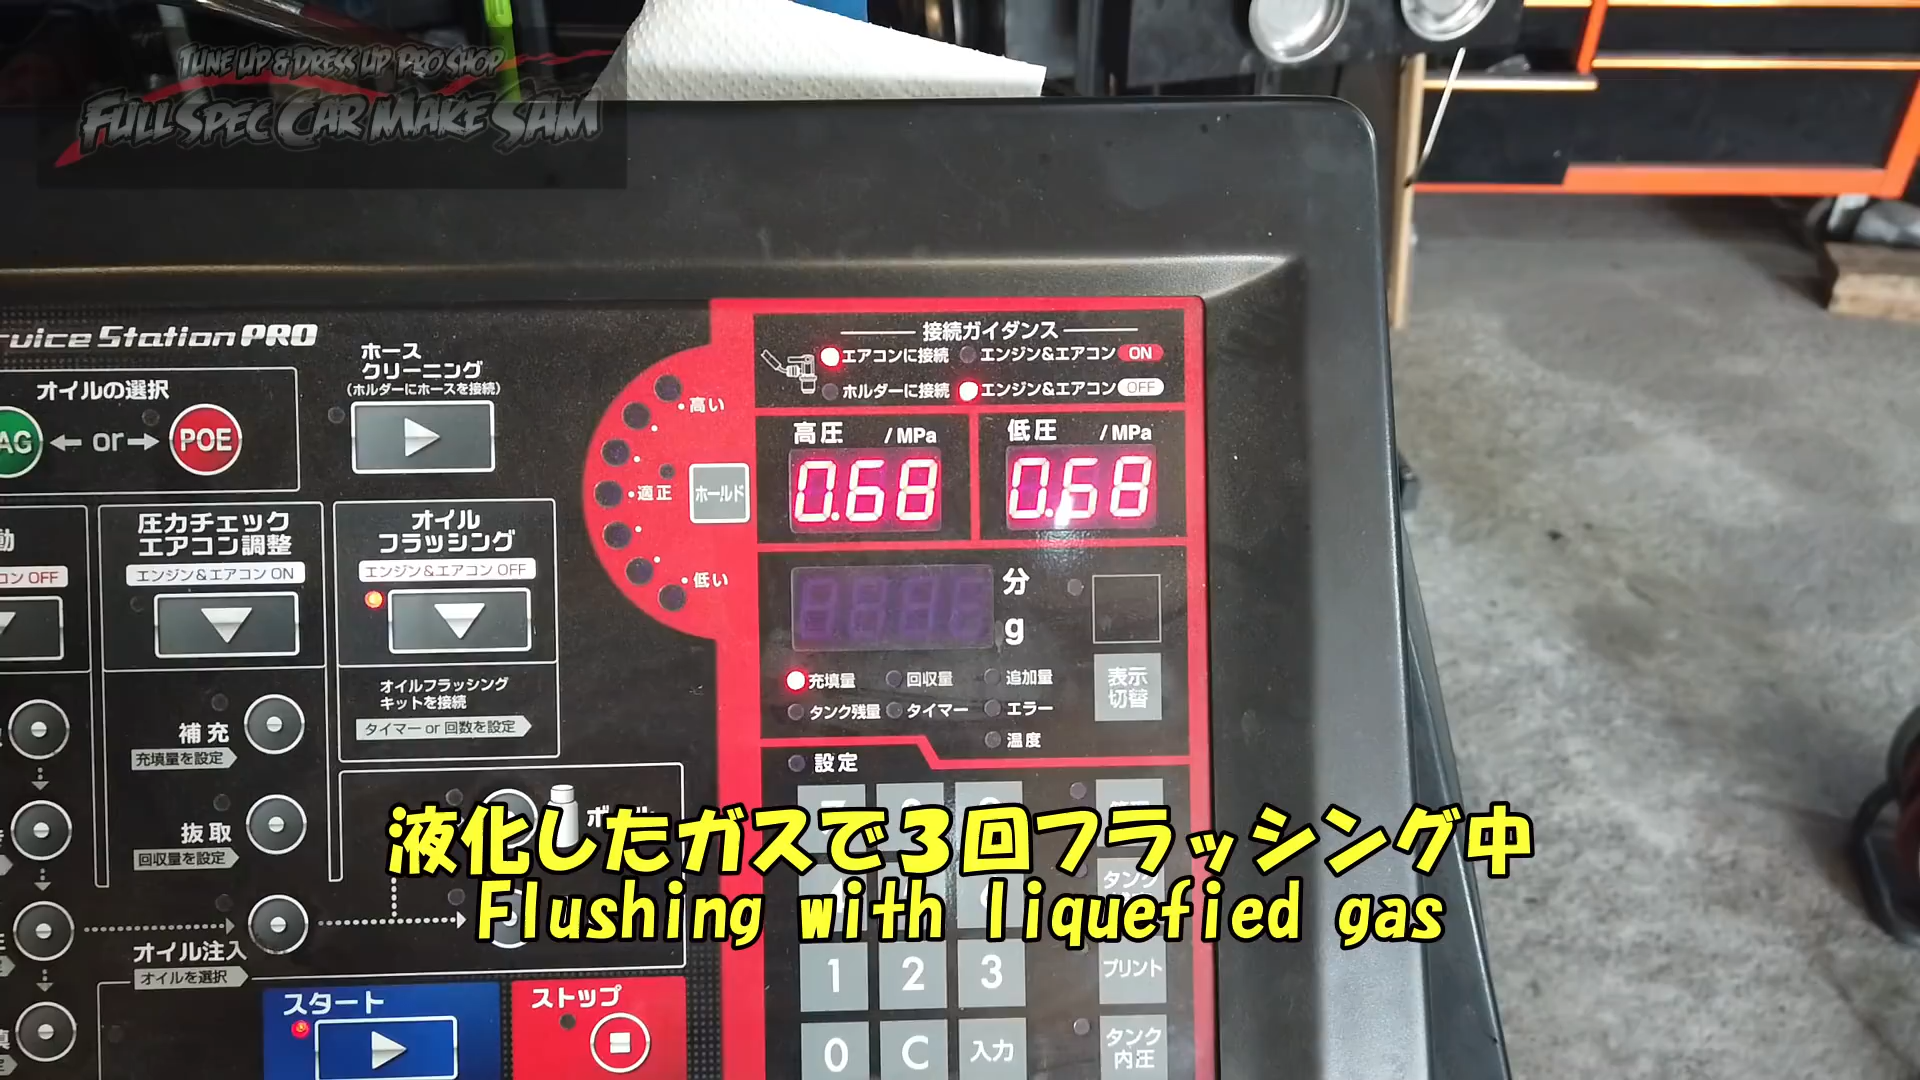 TUNE UP & DRESS UP PRO SHOP
FULL SPEC CAR MAKE SAM
Service Station PRO
オイルの選択
AG ← or → POE
ホース
クリーニング
(ホルダーにホースを接続)
接続ガイダンス
エアコンに接続 エンジン&エアコン ON
ホルダーに接続 エンジン&エアコン OFF
高い
適正
低い
ホールド
高圧 /MPa
0.68
低圧 /MPa
0.68
コン OFF
圧力チェック
エアコン調整
エンジン&エアコン ON
オイル
フラッシング
エンジン&エアコン OFF
オイルフラッシング
キットを接続
タイマー or 回数を設定
分
g
充填量 回収量 追加量
タンク残量 タイマー エラー
温度
表示
切替
設定
補充
充填量を設定
抜取
回収量を設定
オイル注入
オイルを選択
液化したガスで3回フラッシング中
Flushing with liquefied gas
1 2 3 プリント
0 C 入力 タンク
内圧
スタート
ストップ